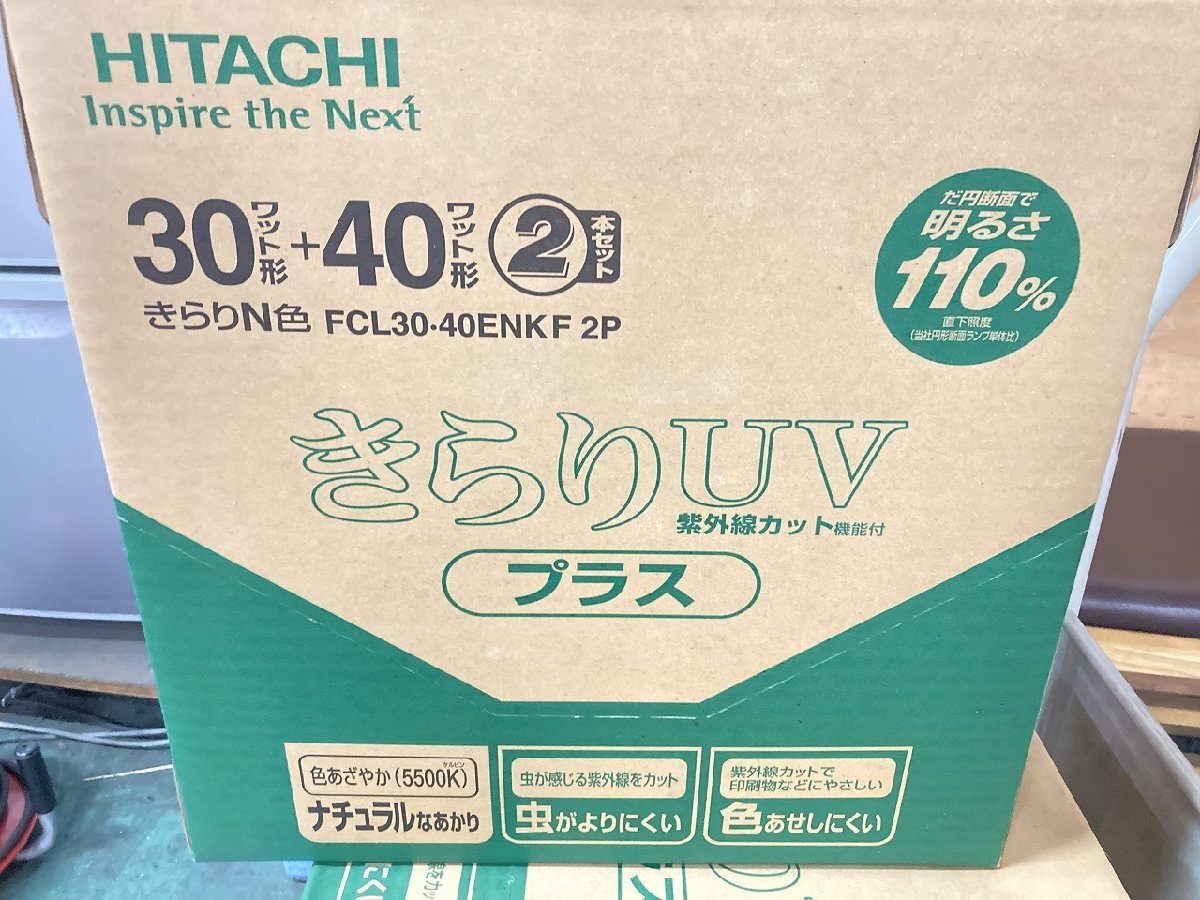 HITACHI
Inspire the Next
30ワット形+40ワット形 2本セット
きらりN色 FCL30・40ENKF 2P
だ円断面で
明るさ
110%
直下照度
(当社円形断面ランプ単体比)
きらりUV
紫外線カット機能付
プラス
色あざやか(5500K)
ケルビン
ナチュラルなあかり
虫が感じる紫外線をカット
虫がよりにくい
紫外線カットで
印刷物などにやさしい
色あせしにくい